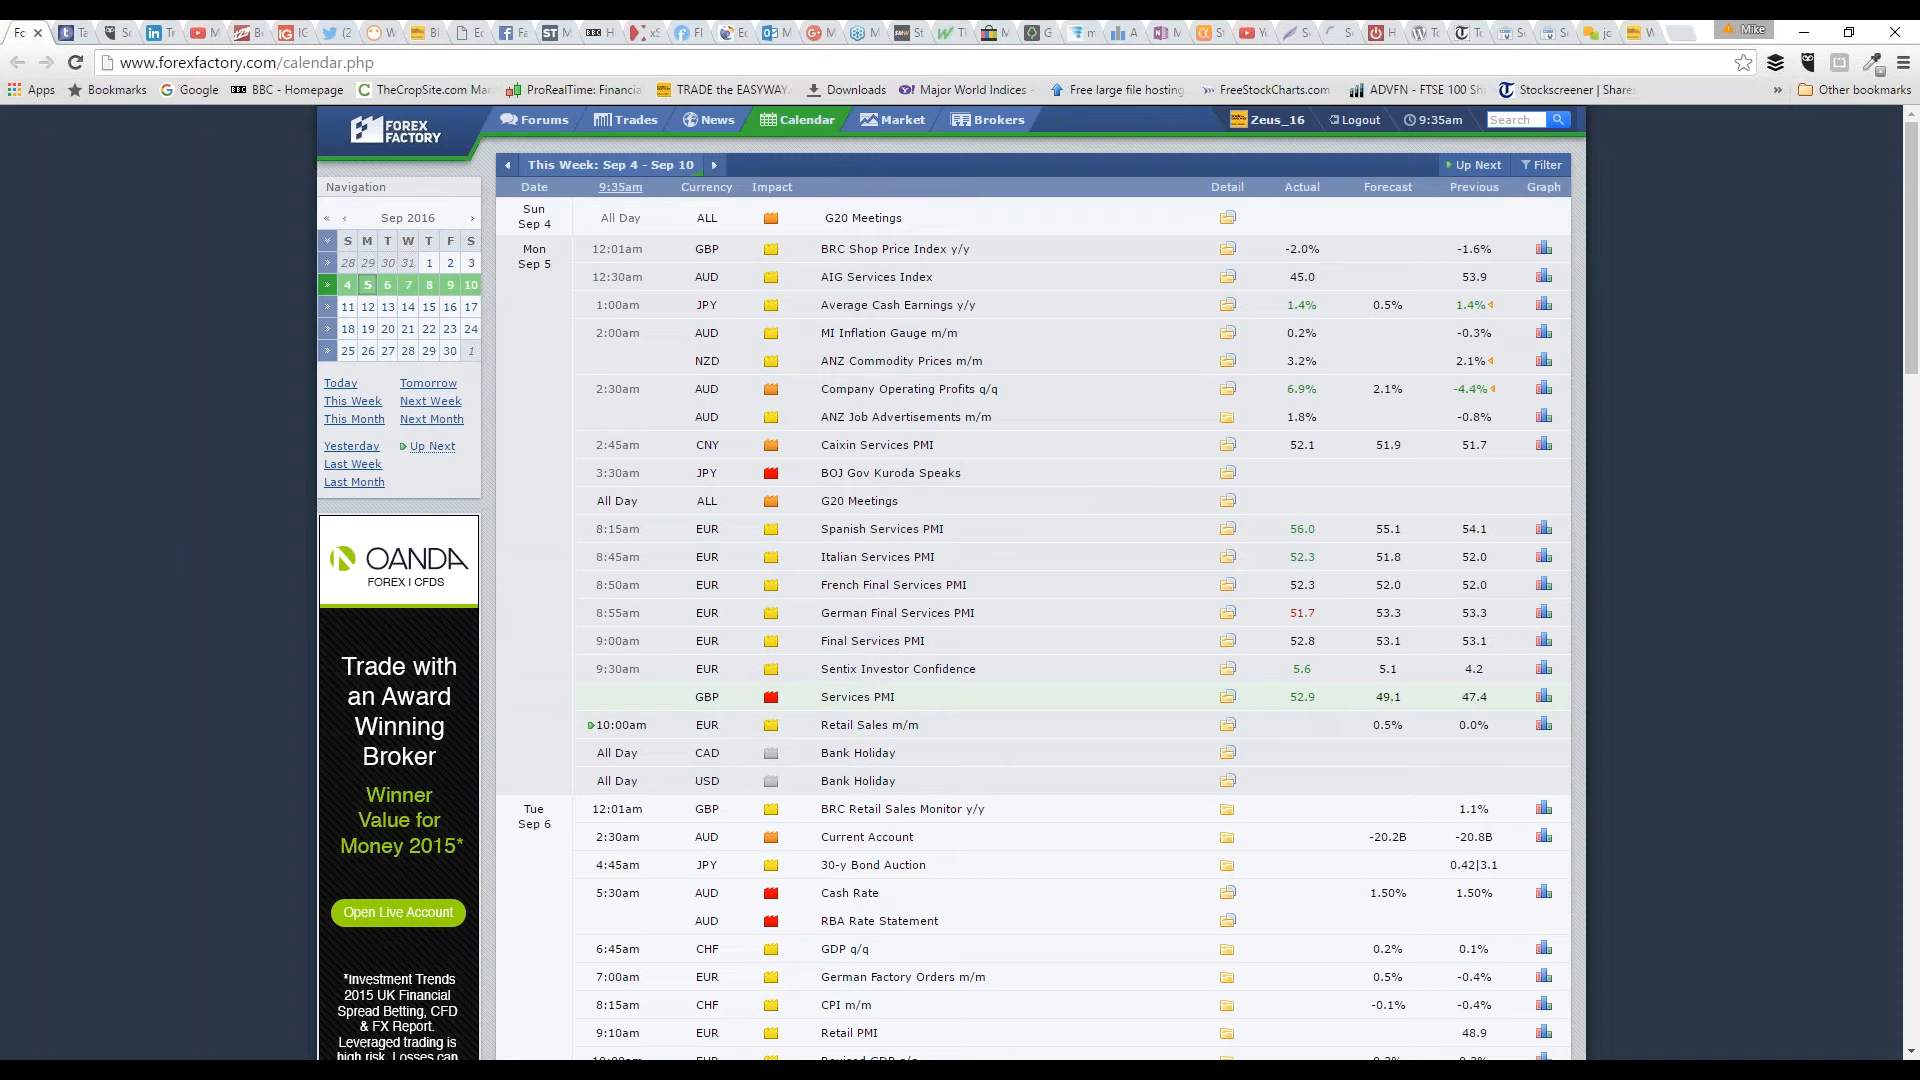 Fc
Mike
www.forexfactory.com/calendar.php
Apps Bookmarks Google BBC - Homepage TheCropSite.com Mar ProRealTime: Financia TRADE the EASYWAY. Downloads Major World Indices - Free large file hosting FreeStockCharts.com ADVFN - FTSE 100 Sh Stockscreener | Share » Other bookmarks
FOREX FACTORY
Forums Trades News Calendar Market Brokers Zeus_16 Logout 9:35am Search
Navigation
« ‹ Sep 2016 ›
S M T W T F S
28 29 30 31 1 2 3
4 5 6 7 8 9 10
11 12 13 14 15 16 17
18 19 20 21 22 23 24
25 26 27 28 29 30 1
Today Tomorrow
This Week Next Week
This Month Next Month
Yesterday Up Next
Last Week
Last Month
OANDA
FOREX | CFDS
Trade with
an Award
Winning
Broker
Winner
Value for
Money 2015*
Open Live Account
*Investment Trends
2015 UK Financial
Spread Betting, CFD
& FX Report.
Leveraged trading is
high risk. Losses can
This Week: Sep 4 - Sep 10 Up Next Filter
Date 9:35am Currency Impact Detail Actual Forecast Previous Graph
Sun Sep 4 All Day ALL G20 Meetings
Mon Sep 5 12:01am GBP BRC Shop Price Index y/y -2.0% -1.6%
12:30am AUD AIG Services Index 45.0 53.9
1:00am JPY Average Cash Earnings y/y 1.4% 0.5% 1.4%
2:00am AUD MI Inflation Gauge m/m 0.2% -0.3%
NZD ANZ Commodity Prices m/m 3.2% 2.1%
2:30am AUD Company Operating Profits q/q 6.9% 2.1% -4.4%
AUD ANZ Job Advertisements m/m 1.8% -0.8%
2:45am CNY Caixin Services PMI 52.1 51.9 51.7
3:30am JPY BOJ Gov Kuroda Speaks
All Day ALL G20 Meetings
8:15am EUR Spanish Services PMI 56.0 55.1 54.1
8:45am EUR Italian Services PMI 52.3 51.8 52.0
8:50am EUR French Final Services PMI 52.3 52.0 52.0
8:55am EUR German Final Services PMI 51.7 53.3 53.3
9:00am EUR Final Services PMI 52.8 53.1 53.1
9:30am EUR Sentix Investor Confidence 5.6 5.1 4.2
GBP Services PMI 52.9 49.1 47.4
10:00am EUR Retail Sales m/m 0.5% 0.0%
All Day CAD Bank Holiday
All Day USD Bank Holiday
Tue Sep 6 12:01am GBP BRC Retail Sales Monitor y/y 1.1%
2:30am AUD Current Account -20.2B -20.8B
4:45am JPY 30-y Bond Auction 0.42|3.1
5:30am AUD Cash Rate 1.50% 1.50%
AUD RBA Rate Statement
6:45am CHF GDP q/q 0.2% 0.1%
7:00am EUR German Factory Orders m/m 0.5% -0.4%
8:15am CHF CPI m/m -0.1% -0.4%
9:10am EUR Retail PMI 48.9